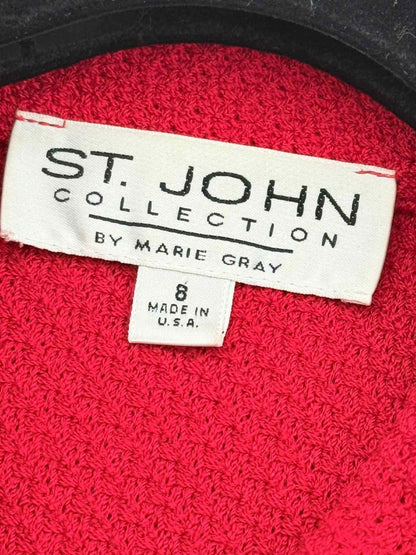 ST. JOHN
COLLECTION
BY MARIE GRAY
8
MADE IN
U.S.A.